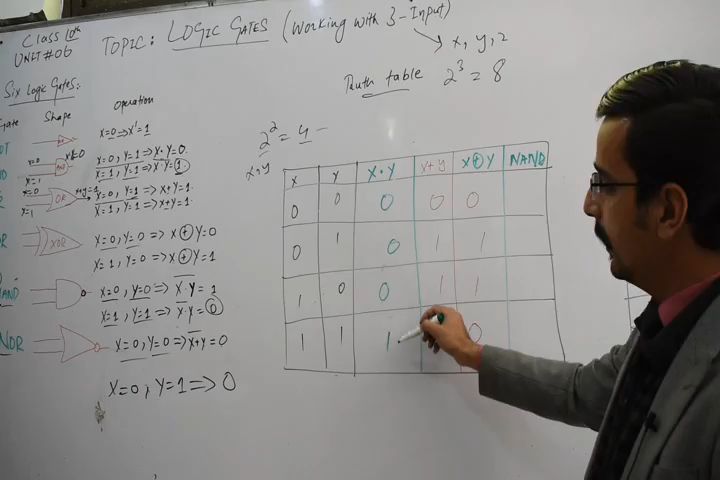 Class 10th
UNIT #06
TOPIC: LOGIC GATES (Working with 3-Input)
x, y, z
Truth table 2³ = 8
Six Logic Gates:
Shape
operation
x=0 => x' = 1
x=0, y=1 => x·y=0
x=1, y=1 => x·y=1
AND
x=0
x=1
OR
x=0, y=1 => x+y=1
x=1, y=1 => x+y=1
x=0
y=1
XOR
x=0, y=0 => x⊕y=0
x=1, y=0 => x⊕y=1
NAND
x=0, y=0 => x·y = 1
x=1, y=1 => x·y = 0
NOR
x=0, y=0 => x+y = 0
X=0, Y=1 => 0
2² = 4
x, y
X Y X·Y x+y X⊕Y NAND
0 0 0 0 0
0 1 0 1 1
1 0 0 1 1
1 1 1 0